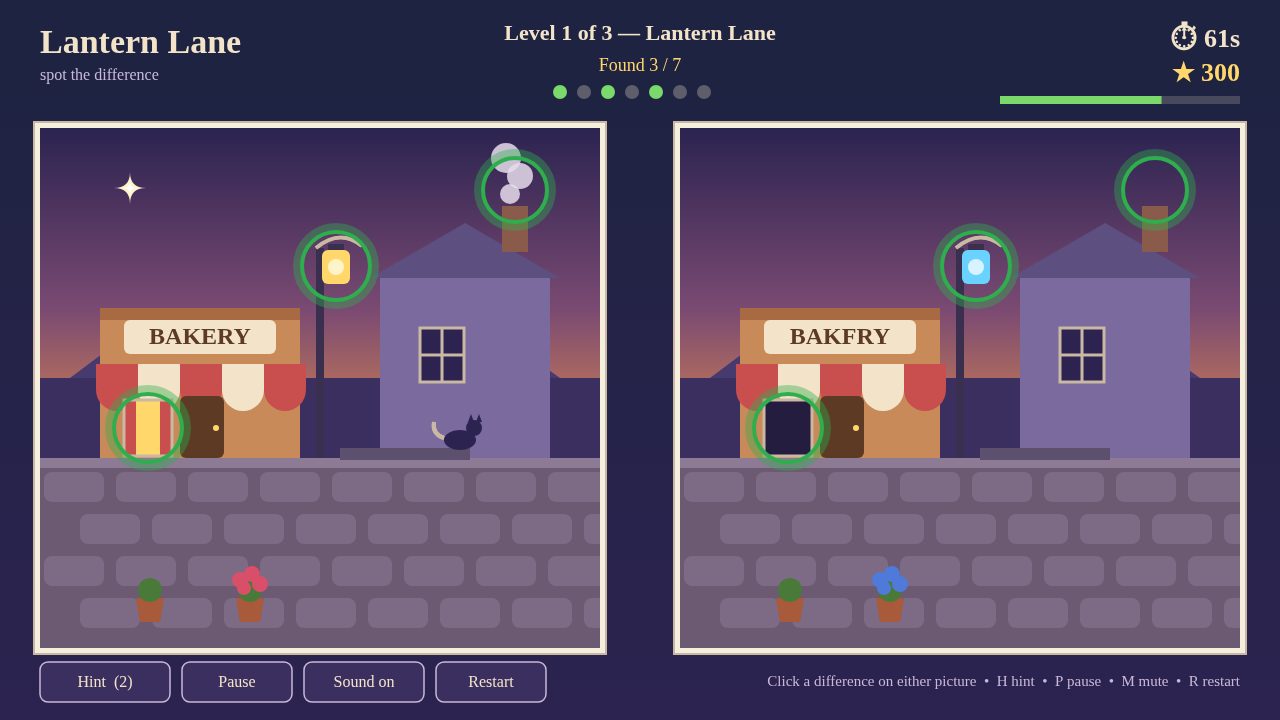 Lantern Lane
spot the difference
Level 1 of 3 — Lantern Lane
Found 3 / 7
61s
★ 300
BAKERY
BAKFRY
Hint (2)
Pause
Sound on
Restart
Click a difference on either picture • H hint • P pause • M mute • R restart